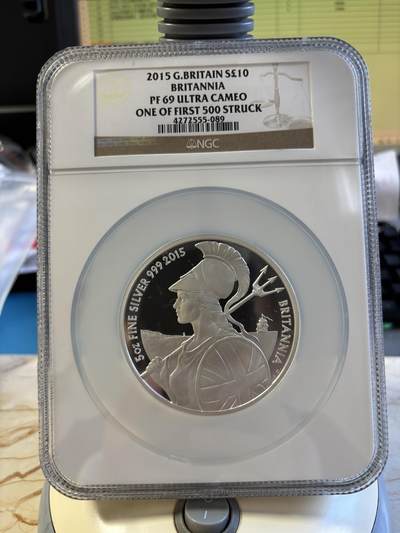 2015 G.BRITAIN S£10
BRITANNIA
PF 69 ULTRA CAMEO
ONE OF FIRST 500 STRUCK
4272555-089
NGC
5oz FINE SILVER 999 2015
BRITANNIA